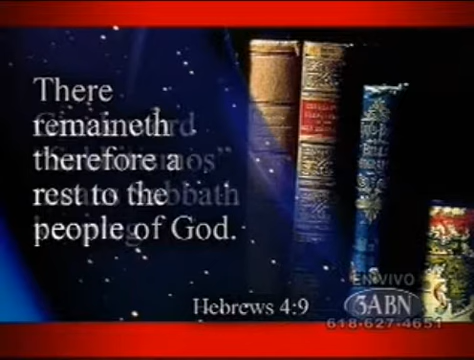 There
remaineth
therefore a
rest to the
people of God.
Hebrews 4:9
EN VIVO
3ABN
618-627-4651